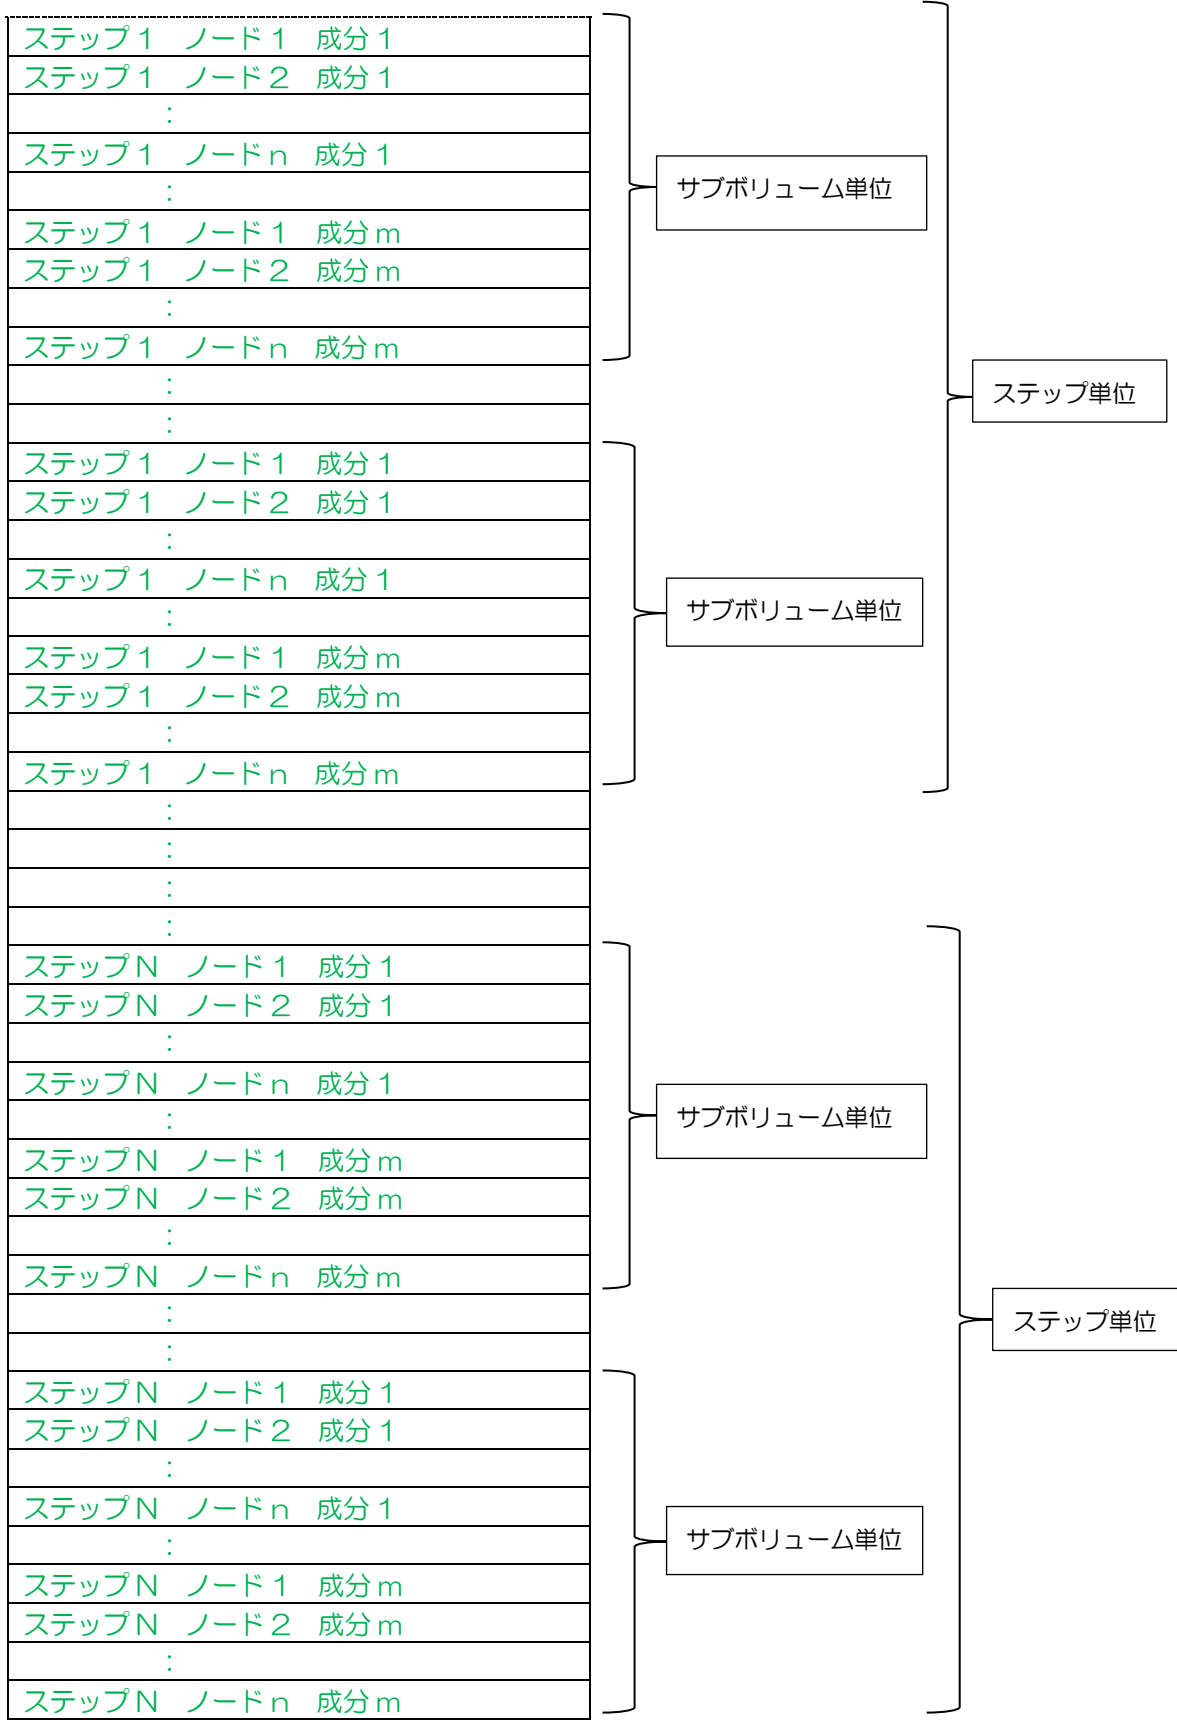 ステップ1　ノード1　成分1
ステップ1　ノード2　成分1
：
ステップ1　ノードn　成分1
：
サブボリューム単位
ステップ1　ノード1　成分m
ステップ1　ノード2　成分m
：
ステップ1　ノードn　成分m
：
ステップ単位
：
ステップ1　ノード1　成分1
ステップ1　ノード2　成分1
：
ステップ1　ノードn　成分1
：
サブボリューム単位
ステップ1　ノード1　成分m
ステップ1　ノード2　成分m
：
ステップ1　ノードn　成分m
：
：
：
：
ステップN　ノード1　成分1
ステップN　ノード2　成分1
：
ステップN　ノードn　成分1
：
サブボリューム単位
ステップN　ノード1　成分m
ステップN　ノード2　成分m
：
ステップN　ノードn　成分m
：
ステップ単位
：
ステップN　ノード1　成分1
ステップN　ノード2　成分1
：
ステップN　ノードn　成分1
：
サブボリューム単位
ステップN　ノード1　成分m
ステップN　ノード2　成分m
：
ステップN　ノードn　成分m